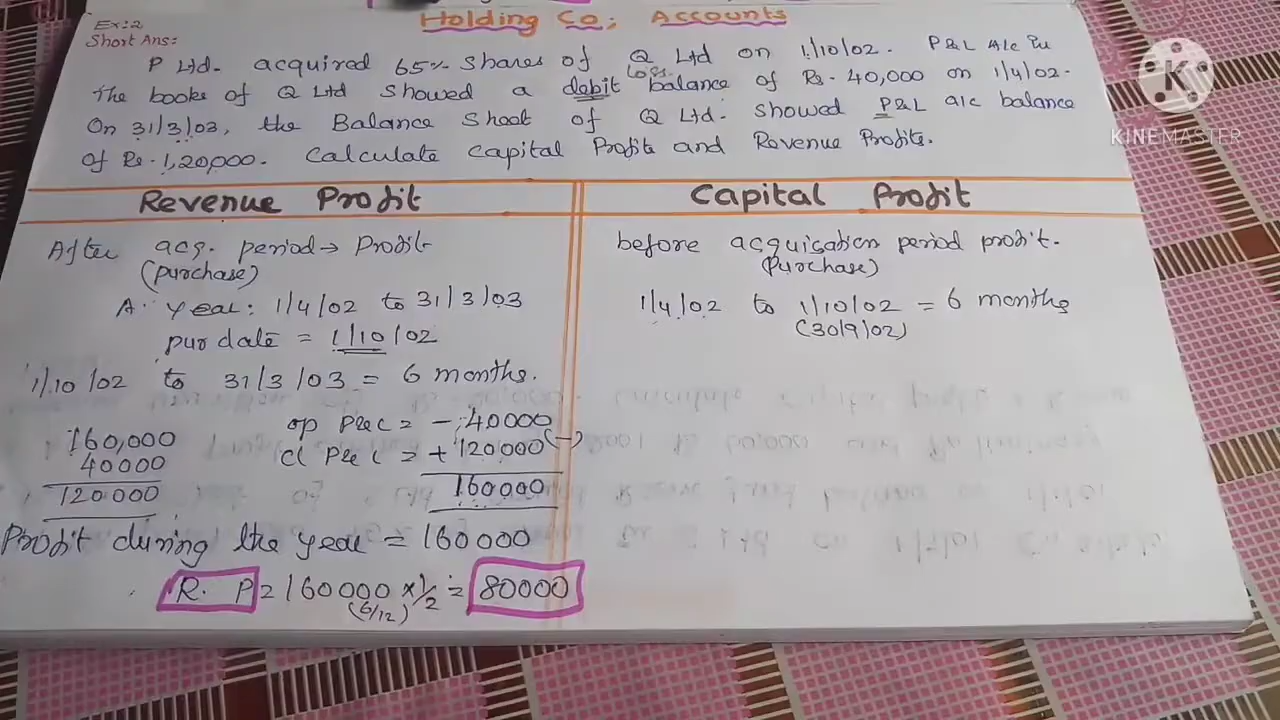 Holding Co; Accounts
Ex:2
Short Ans:
P Ltd. acquired 65% shares of Q Ltd on 1/10/02. P&L A/c in
the books of Q Ltd showed a debit balance of Rs. 40,000 on 1/4/02.
loss
On 31/3/03, the Balance Sheet of Q Ltd. showed P&L a/c balance
of Rs. 1,20,000. Calculate Capital Profit and Revenue Profits.
KINEMASTER
Revenue Profit
After acq. period → Profit
(purchase)
A. year: 1/4/02 to 31/3/03
pur date = 1/10/02
1/10/02 to 31/3/03 = 6 months.
op P&L = - 40000
cl P&L = + 120000 (-)
160000
160,000
40000
120000
Profit during the year = 160000
R. P = 160000 × 1/2 = 80000
(6/12)
Capital Profit
before acquisation period profit.
(Purchase)
1/4/02 to 1/10/02 = 6 months
(30/9/02)